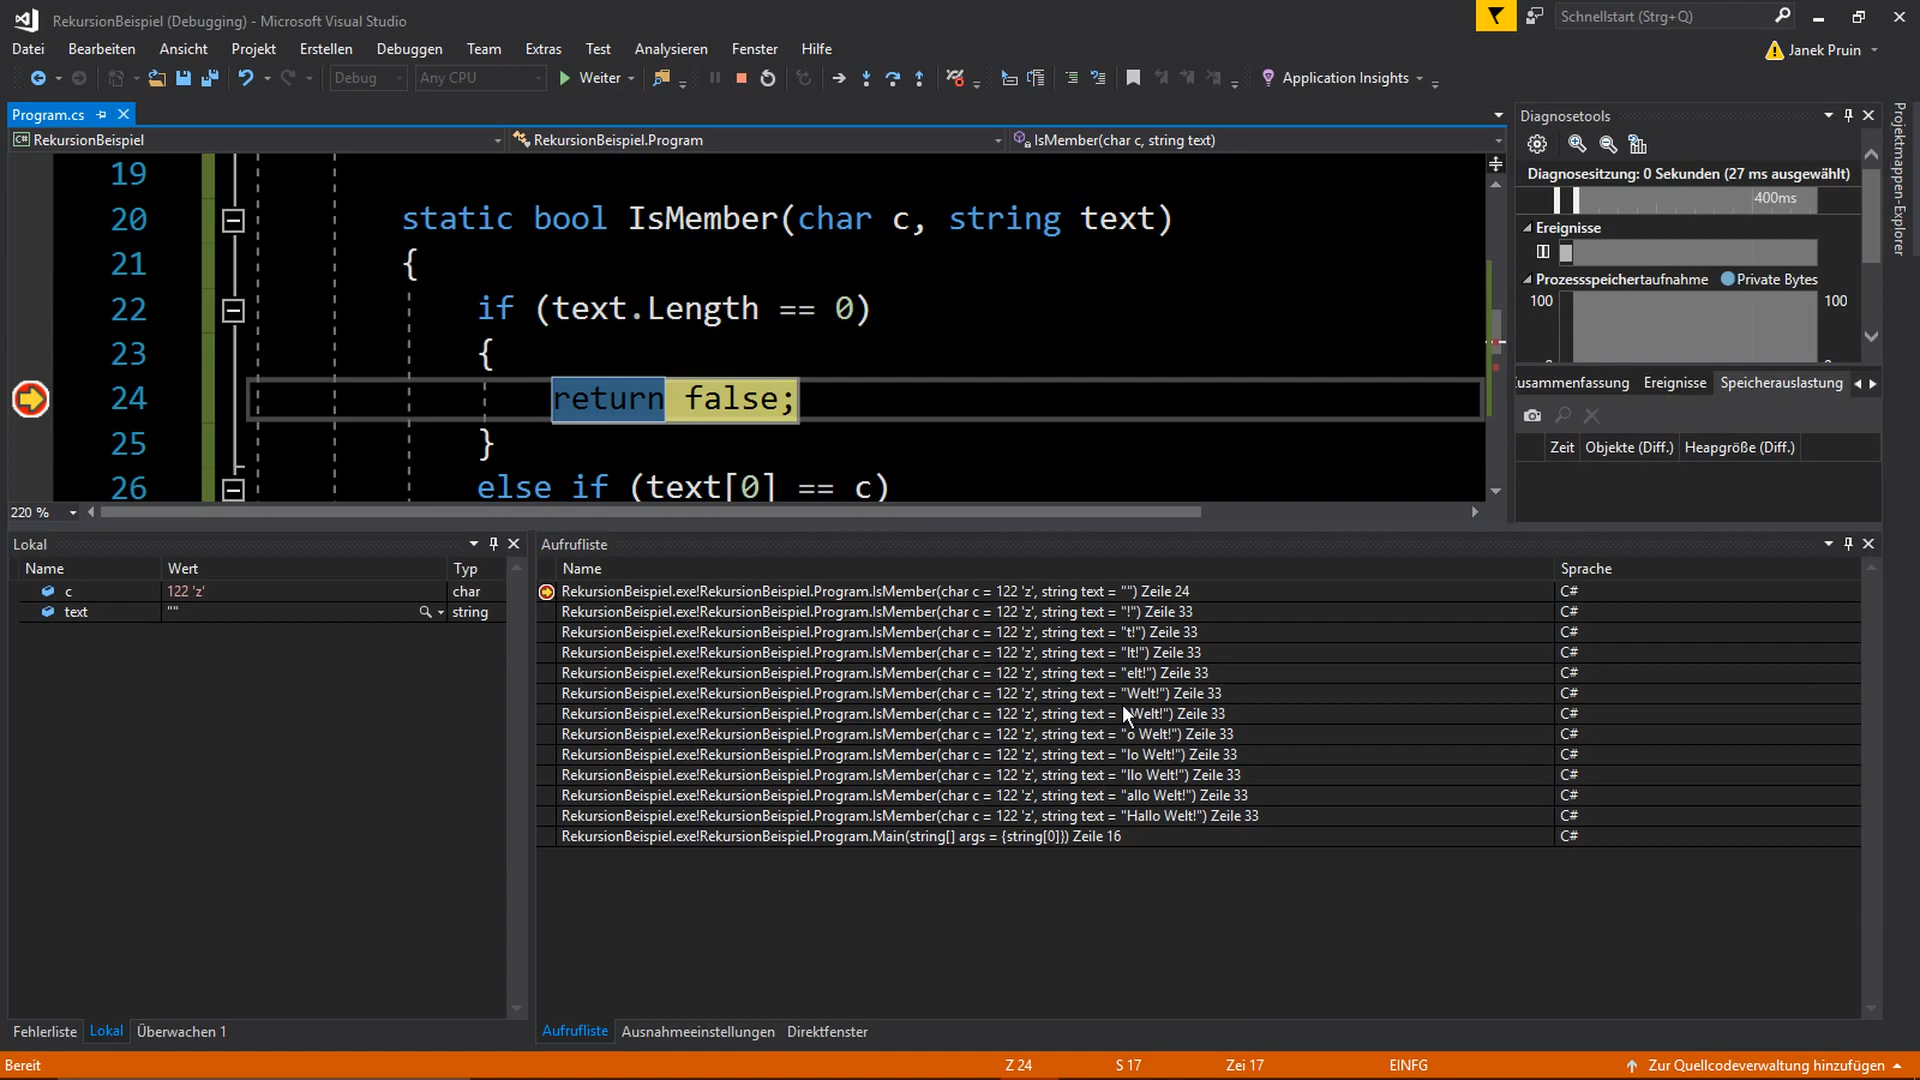 RekursionBeispiel (Debugging) - Microsoft Visual Studio
Schnellstart (Strg+Q)
Datei Bearbeiten Ansicht Projekt Erstellen Debuggen Team Extras Test Analysieren Fenster Hilfe
Janek Pruin
Debug Any CPU Weiter Application Insights
Program.cs
C# RekursionBeispiel RekursionBeispiel.Program IsMember(char c, string text)
19
20 static bool IsMember(char c, string text)
21 {
22 if (text.Length == 0)
23 {
24 return false;
25 }
26 else if (text[0] == c)
220 %
Diagnosetools
Diagnosesitzung: 0 Sekunden (27 ms ausgewählt)
400ms
Ereignisse
Prozessspeichertaufnahme Private Bytes
100 100
usammenfassung Ereignisse Speicherauslastung
Zeit Objekte (Diff.) Heapgröße (Diff.)
Projektmappen-Explorer
Lokal
Name Wert Typ
c 122 'z' char
text "" string
Fehlerliste Lokal Überwachen 1
Aufrufliste
Name Sprache
RekursionBeispiel.exe!RekursionBeispiel.Program.IsMember(char c = 122 'z', string text = "") Zeile 24 C#
RekursionBeispiel.exe!RekursionBeispiel.Program.IsMember(char c = 122 'z', string text = "!") Zeile 33 C#
RekursionBeispiel.exe!RekursionBeispiel.Program.IsMember(char c = 122 'z', string text = "t!") Zeile 33 C#
RekursionBeispiel.exe!RekursionBeispiel.Program.IsMember(char c = 122 'z', string text = "lt!") Zeile 33 C#
RekursionBeispiel.exe!RekursionBeispiel.Program.IsMember(char c = 122 'z', string text = "elt!") Zeile 33 C#
RekursionBeispiel.exe!RekursionBeispiel.Program.IsMember(char c = 122 'z', string text = "Welt!") Zeile 33 C#
RekursionBeispiel.exe!RekursionBeispiel.Program.IsMember(char c = 122 'z', string text = " Welt!") Zeile 33 C#
RekursionBeispiel.exe!RekursionBeispiel.Program.IsMember(char c = 122 'z', string text = "o Welt!") Zeile 33 C#
RekursionBeispiel.exe!RekursionBeispiel.Program.IsMember(char c = 122 'z', string text = "lo Welt!") Zeile 33 C#
RekursionBeispiel.exe!RekursionBeispiel.Program.IsMember(char c = 122 'z', string text = "llo Welt!") Zeile 33 C#
RekursionBeispiel.exe!RekursionBeispiel.Program.IsMember(char c = 122 'z', string text = "allo Welt!") Zeile 33 C#
RekursionBeispiel.exe!RekursionBeispiel.Program.IsMember(char c = 122 'z', string text = "Hallo Welt!") Zeile 33 C#
RekursionBeispiel.exe!RekursionBeispiel.Program.Main(string[] args = {string[0]}) Zeile 16 C#
Aufrufliste Ausnahmeeinstellungen Direktfenster
Bereit Z 24 S 17 Zei 17 EINFG Zur Quellcodeverwaltung hinzufügen